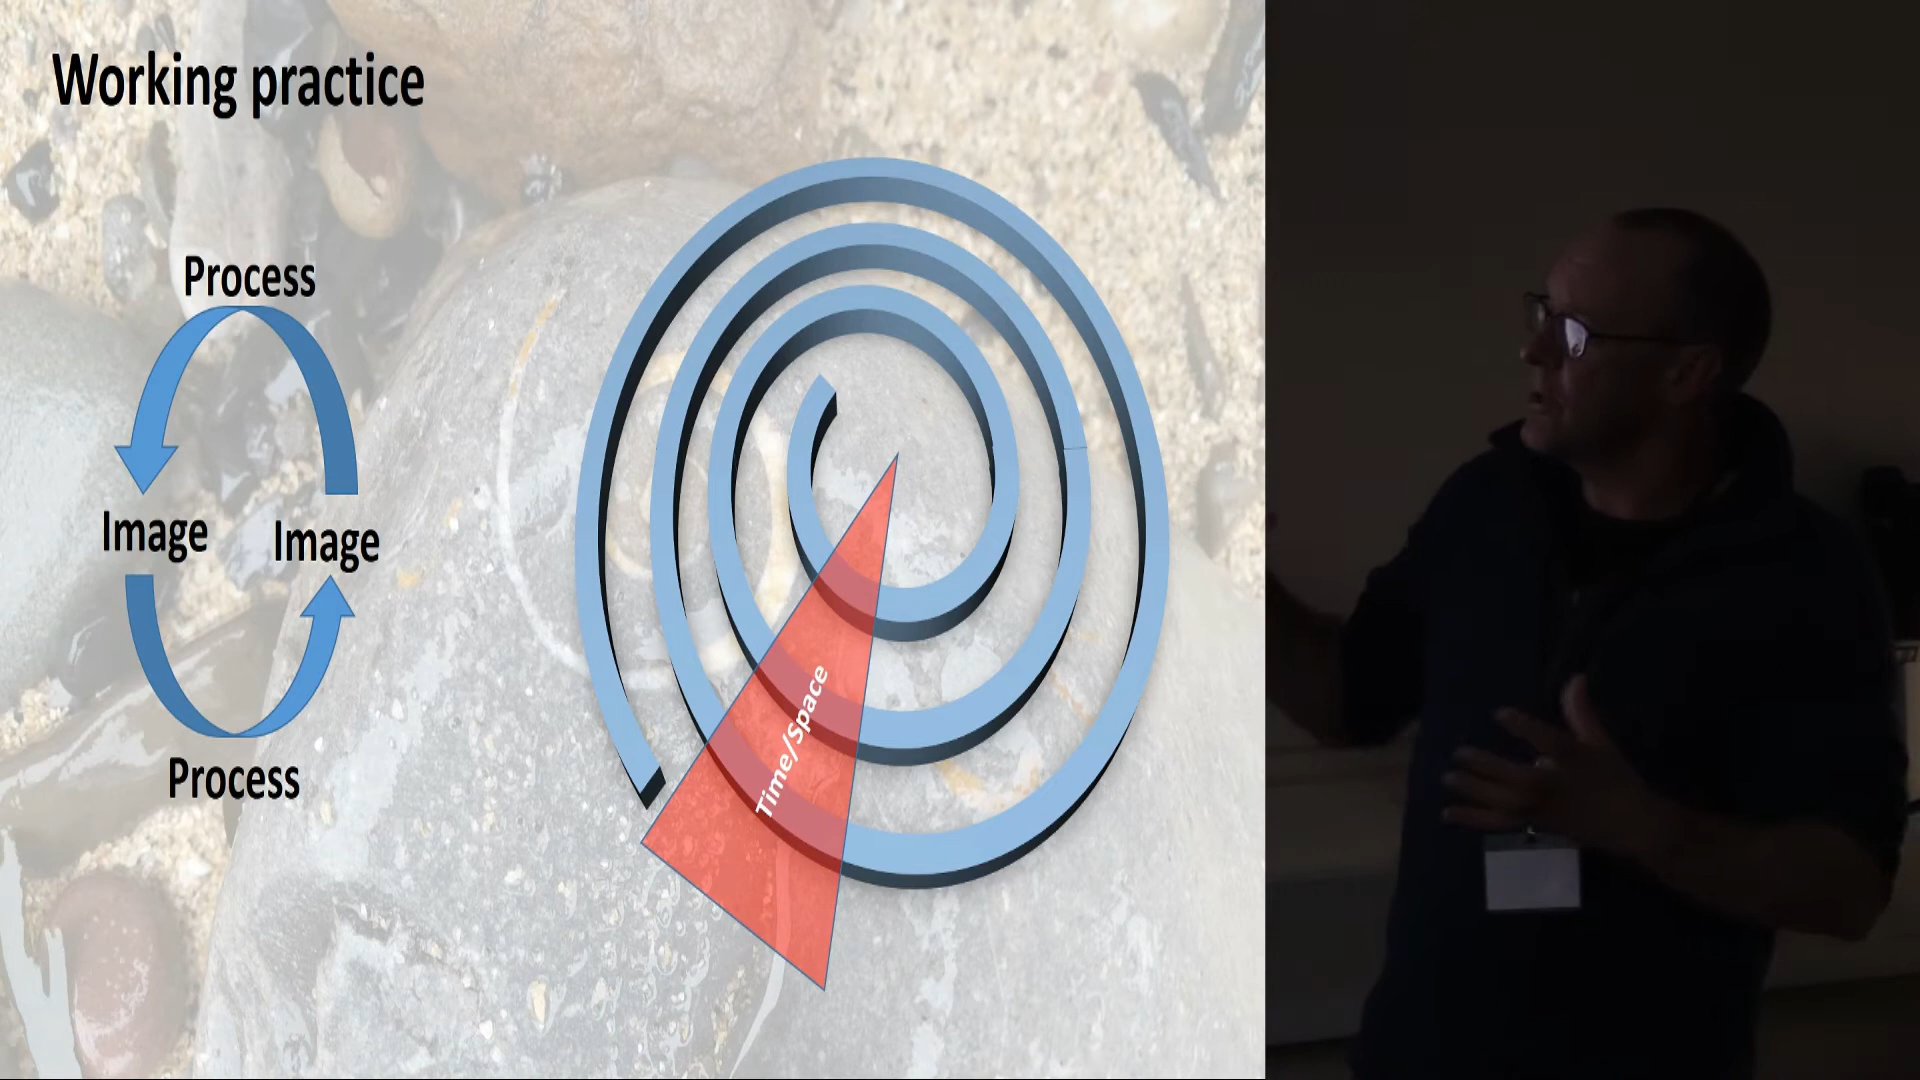 Working practice
Process
Image
Image
Process
Time/Space